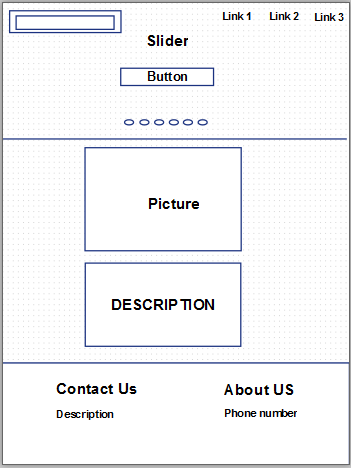 Link 1 Link 2 Link 3
Slider
Button
Picture
DESCRIPTION
Contact Us About US
Description Phone number